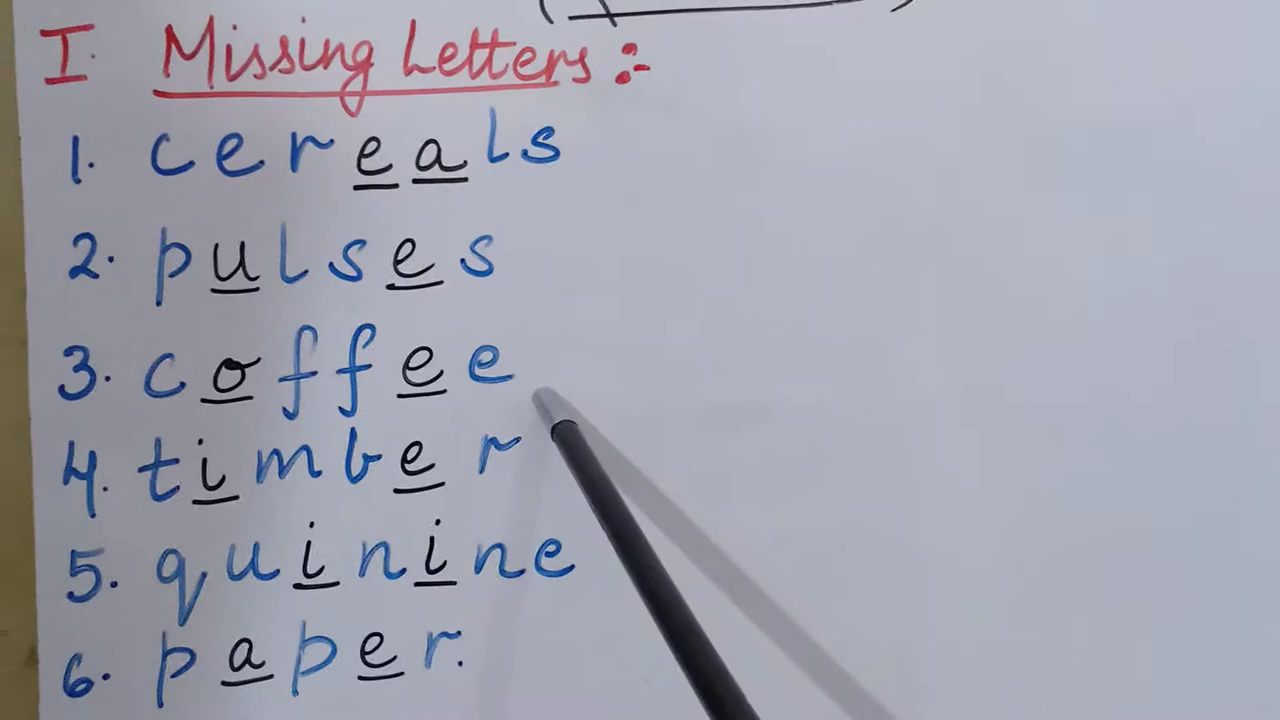 I. Missing Letters :-
1. cereals
2. pulses
3. coffee
4. timber
5. quinine
6. paper.